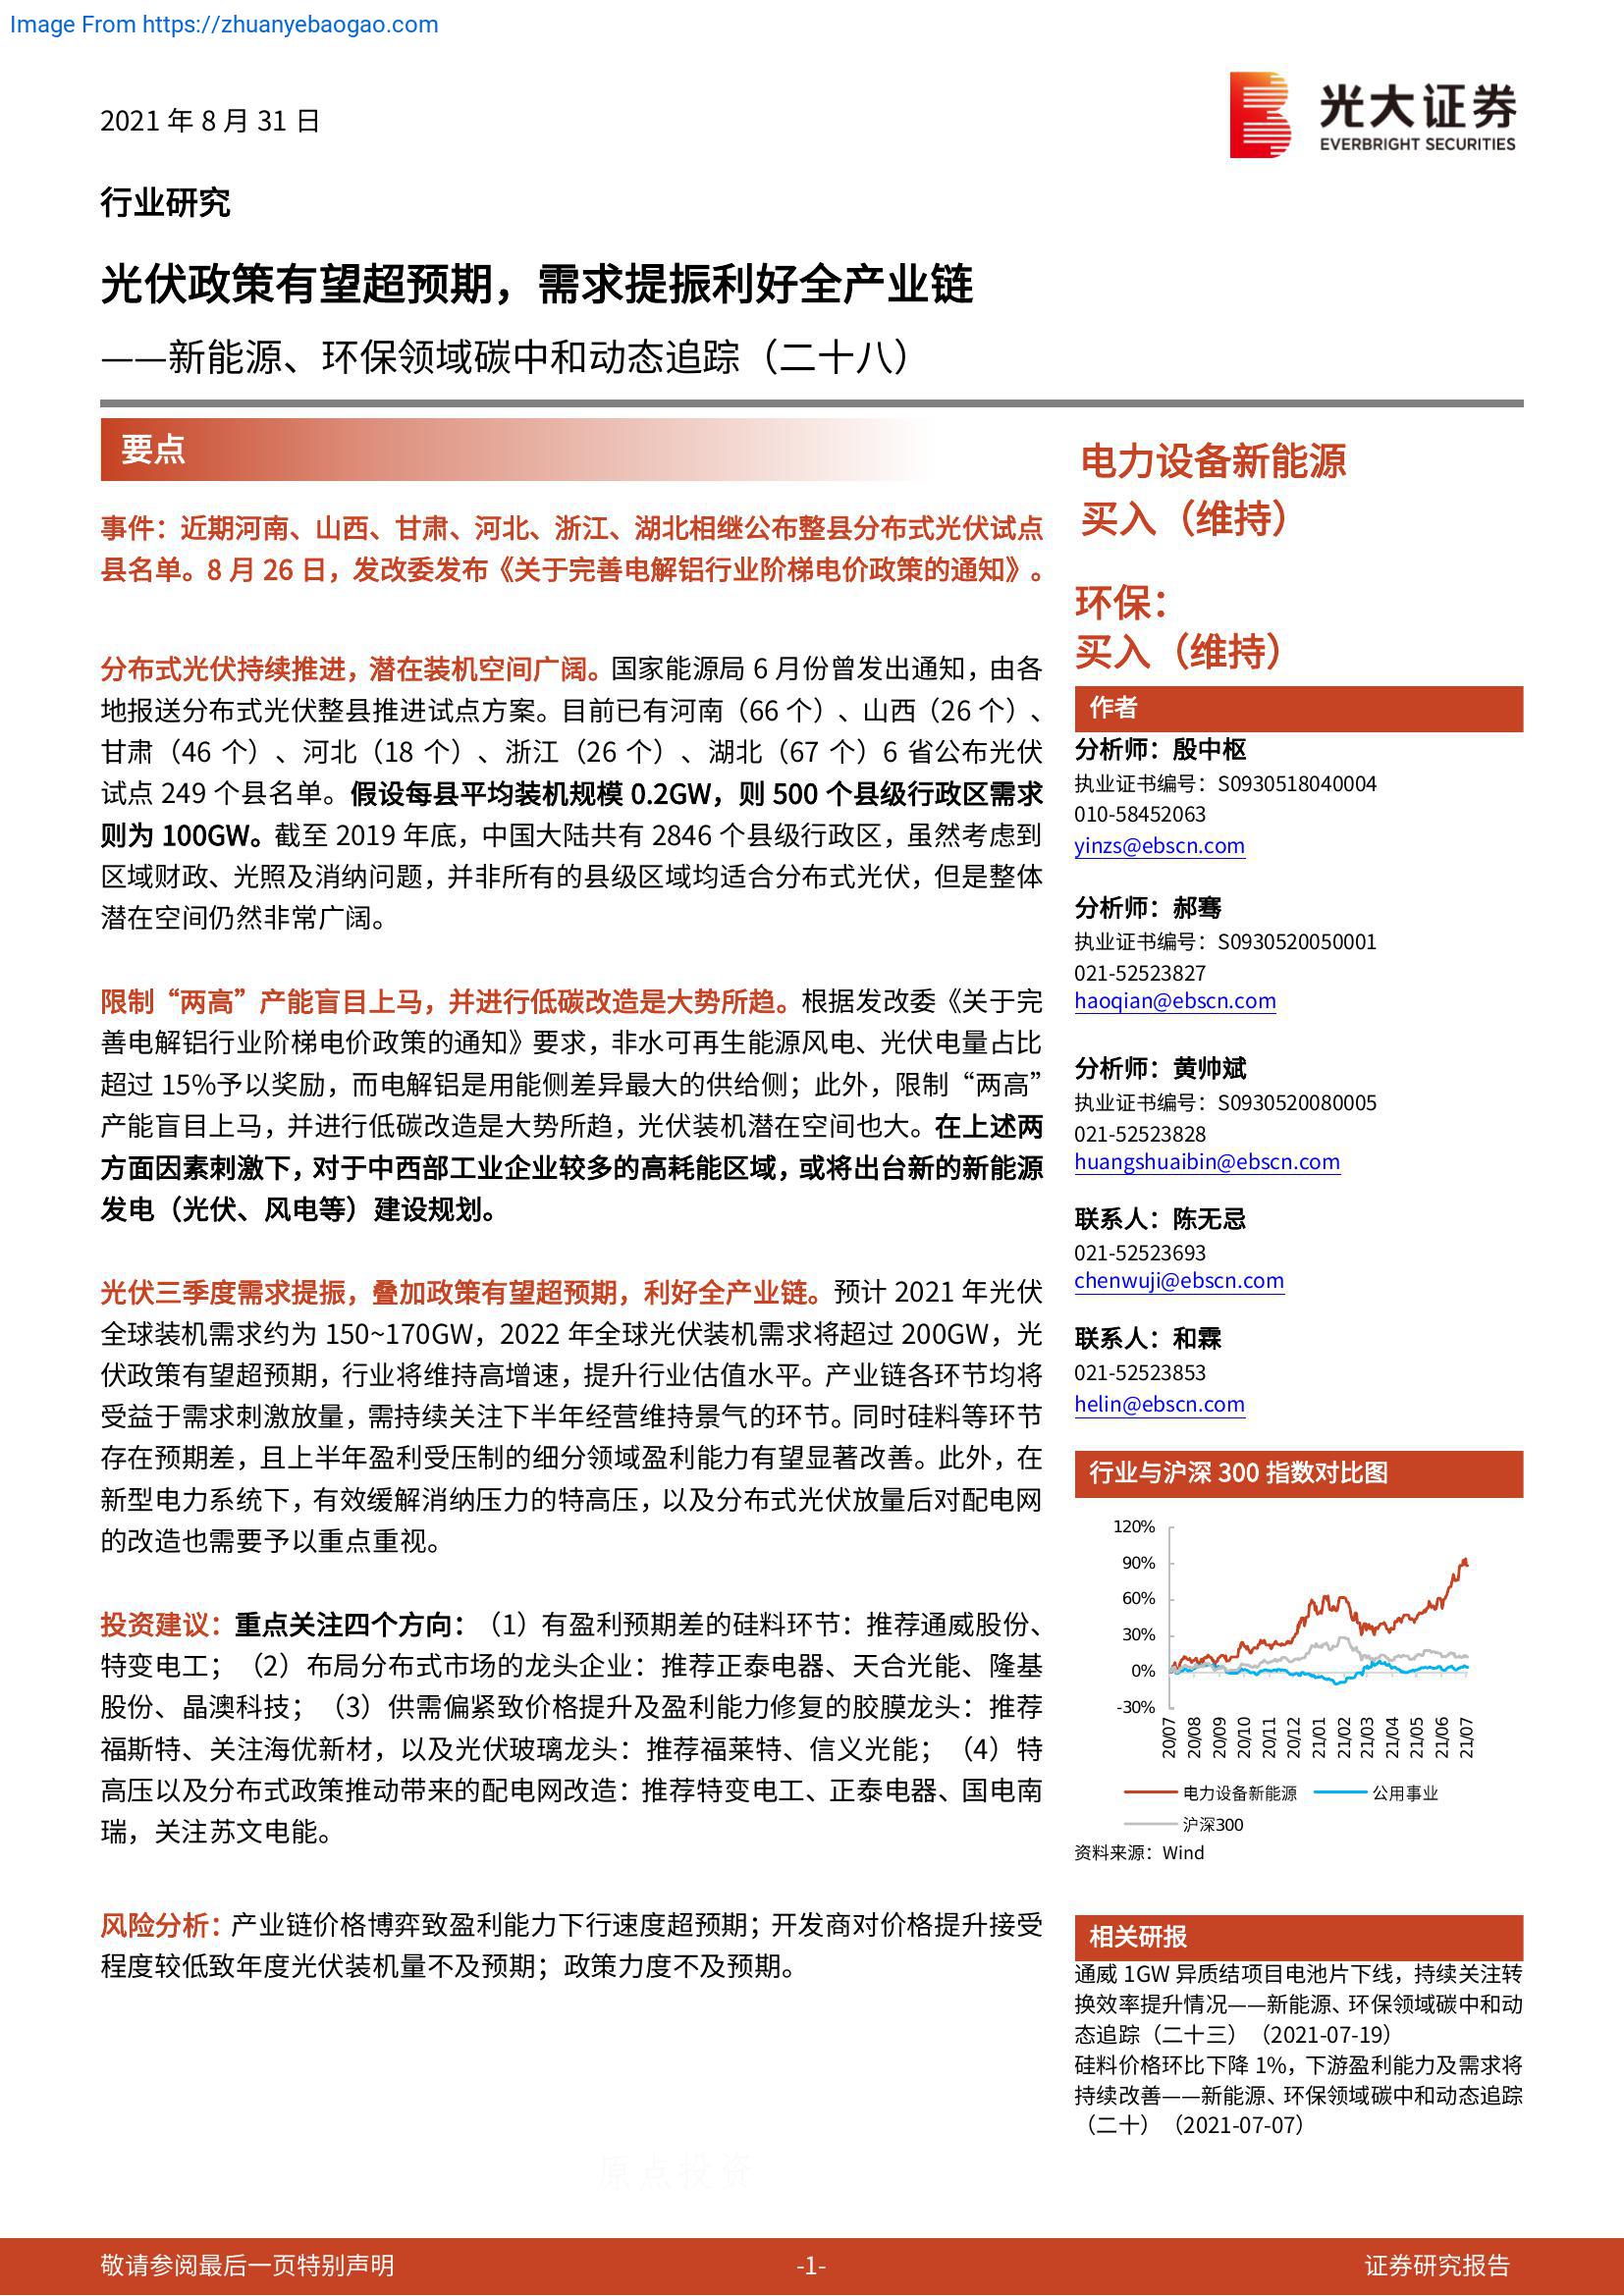 Image From https://zhuanyebaogao.com
2021 年 8 月 31 日
光大证券
EVERBRIGHT SECURITIES
行业研究
光伏政策有望超预期，需求提振利好全产业链
——新能源、环保领域碳中和动态追踪（二十八）
要点
事件：近期河南、山西、甘肃、河北、浙江、湖北相继公布整县分布式光伏试点
县名单。8 月 26 日，发改委发布《关于完善电解铝行业阶梯电价政策的通知》。
分布式光伏持续推进，潜在装机空间广阔。国家能源局 6 月份曾发出通知，由各
地报送分布式光伏整县推进试点方案。目前已有河南（66 个）、山西（26 个）、
甘肃（46 个）、河北（18 个）、浙江（26 个）、湖北（67 个）6 省公布光伏
试点 249 个县名单。假设每县平均装机规模 0.2GW，则 500 个县级行政区需求
则为 100GW。截至 2019 年底，中国大陆共有 2846 个县级行政区，虽然考虑到
区域财政、光照及消纳问题，并非所有的县级区域均适合分布式光伏，但是整体
潜在空间仍然非常广阔。
限制“两高”产能盲目上马，并进行低碳改造是大势所趋。根据发改委《关于完
善电解铝行业阶梯电价政策的通知》要求，非水可再生能源风电、光伏电量占比
超过 15%予以奖励，而电解铝是用能侧差异最大的供给侧；此外，限制“两高”
产能盲目上马，并进行低碳改造是大势所趋，光伏装机潜在空间也大。在上述两
方面因素刺激下，对于中西部工业企业较多的高耗能区域，或将出台新的新能源
发电（光伏、风电等）建设规划。
光伏三季度需求提振，叠加政策有望超预期，利好全产业链。预计 2021 年光伏
全球装机需求约为 150~170GW，2022 年全球光伏装机需求将超过 200GW，光
伏政策有望超预期，行业将维持高增速，提升行业估值水平。产业链各环节均将
受益于需求刺激放量，需持续关注下半年经营维持景气的环节。同时硅料等环节
存在预期差，且上半年盈利受压制的细分领域盈利能力有望显著改善。此外，在
新型电力系统下，有效缓解消纳压力的特高压，以及分布式光伏放量后对配电网
的改造也需要予以重点重视。
投资建议：重点关注四个方向：（1）有盈利预期差的硅料环节：推荐通威股份、
特变电工；（2）布局分布式市场的龙头企业：推荐正泰电器、天合光能、隆基
股份、晶澳科技；（3）供需偏紧致价格提升及盈利能力修复的胶膜龙头：推荐
福斯特、关注海优新材，以及光伏玻璃龙头：推荐福莱特、信义光能；（4）特
高压以及分布式政策推动带来的配电网改造：推荐特变电工、正泰电器、国电南
瑞，关注苏文电能。
风险分析：产业链价格博弈致盈利能力下行速度超预期；开发商对价格提升接受
程度较低致年度光伏装机量不及预期；政策力度不及预期。
电力设备新能源
买入（维持）
环保：
买入（维持）
作者
分析师：殷中枢
执业证书编号：S0930518040004
010-58452063
yinzs@ebscn.com
分析师：郝骞
执业证书编号：S0930520050001
021-52523827
haoqian@ebscn.com
分析师：黄帅斌
执业证书编号：S0930520080005
021-52523828
huangshuaibin@ebscn.com
联系人：陈无忌
021-52523693
chenwuji@ebscn.com
联系人：和霖
021-52523853
helin@ebscn.com
行业与沪深 300 指数对比图
120%
90%
60%
30%
0%
-30%
20/07 20/08 20/09 20/10 20/11 20/12 21/01 21/02 21/03 21/04 21/05 21/06 21/07
电力设备新能源 公用事业
沪深300
资料来源：Wind
相关研报
通威 1GW 异质结项目电池片下线，持续关注转
换效率提升情况——新能源、环保领域碳中和动
态追踪（二十三）（2021-07-19）
硅料价格环比下降 1%，下游盈利能力及需求将
持续改善——新能源、环保领域碳中和动态追踪
（二十）（2021-07-07）
原点投资
敬请参阅最后一页特别声明 -1- 证券研究报告